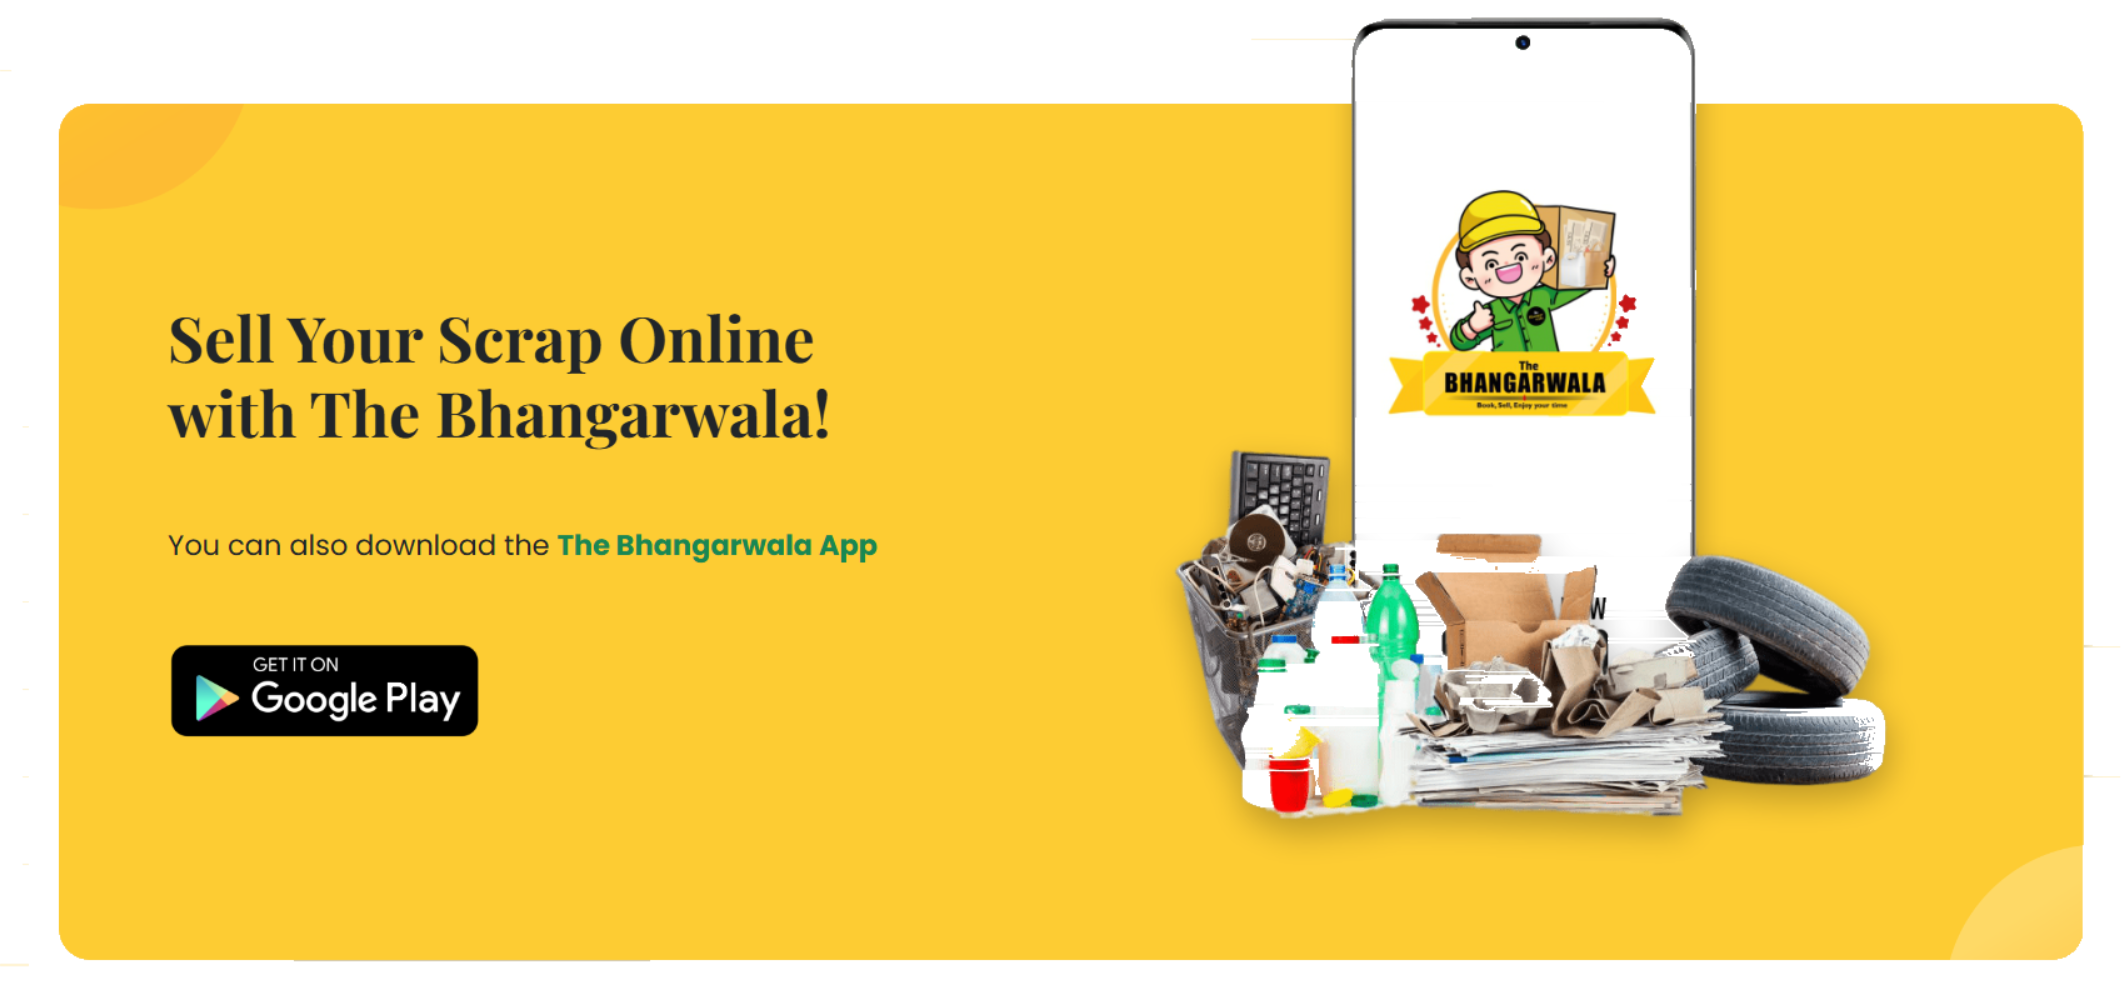 Sell Your Scrap Online
with The Bhangarwala!
You can also download the The Bhangarwala App
GET IT ON
Google Play
The
BHANGARWALA
Book, Sell, Enjoy your time
W